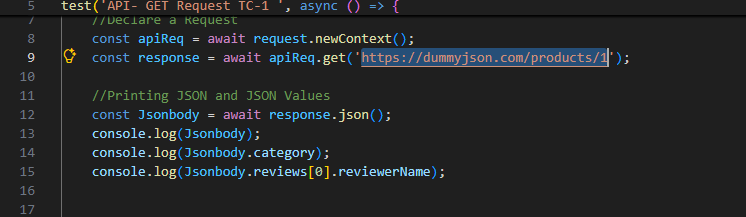 5 test('API- GET Request TC-1 ', async () => {
7 //Declare a Request
8 const apiReq = await request.newContext();
9 const response = await apiReq.get('https://dummyjson.com/products/1');
10
11 //Printing JSON and JSON Values
12 const Jsonbody = await response.json();
13 console.log(Jsonbody);
14 console.log(Jsonbody.category);
15 console.log(Jsonbody.reviews[0].reviewerName);
16
17